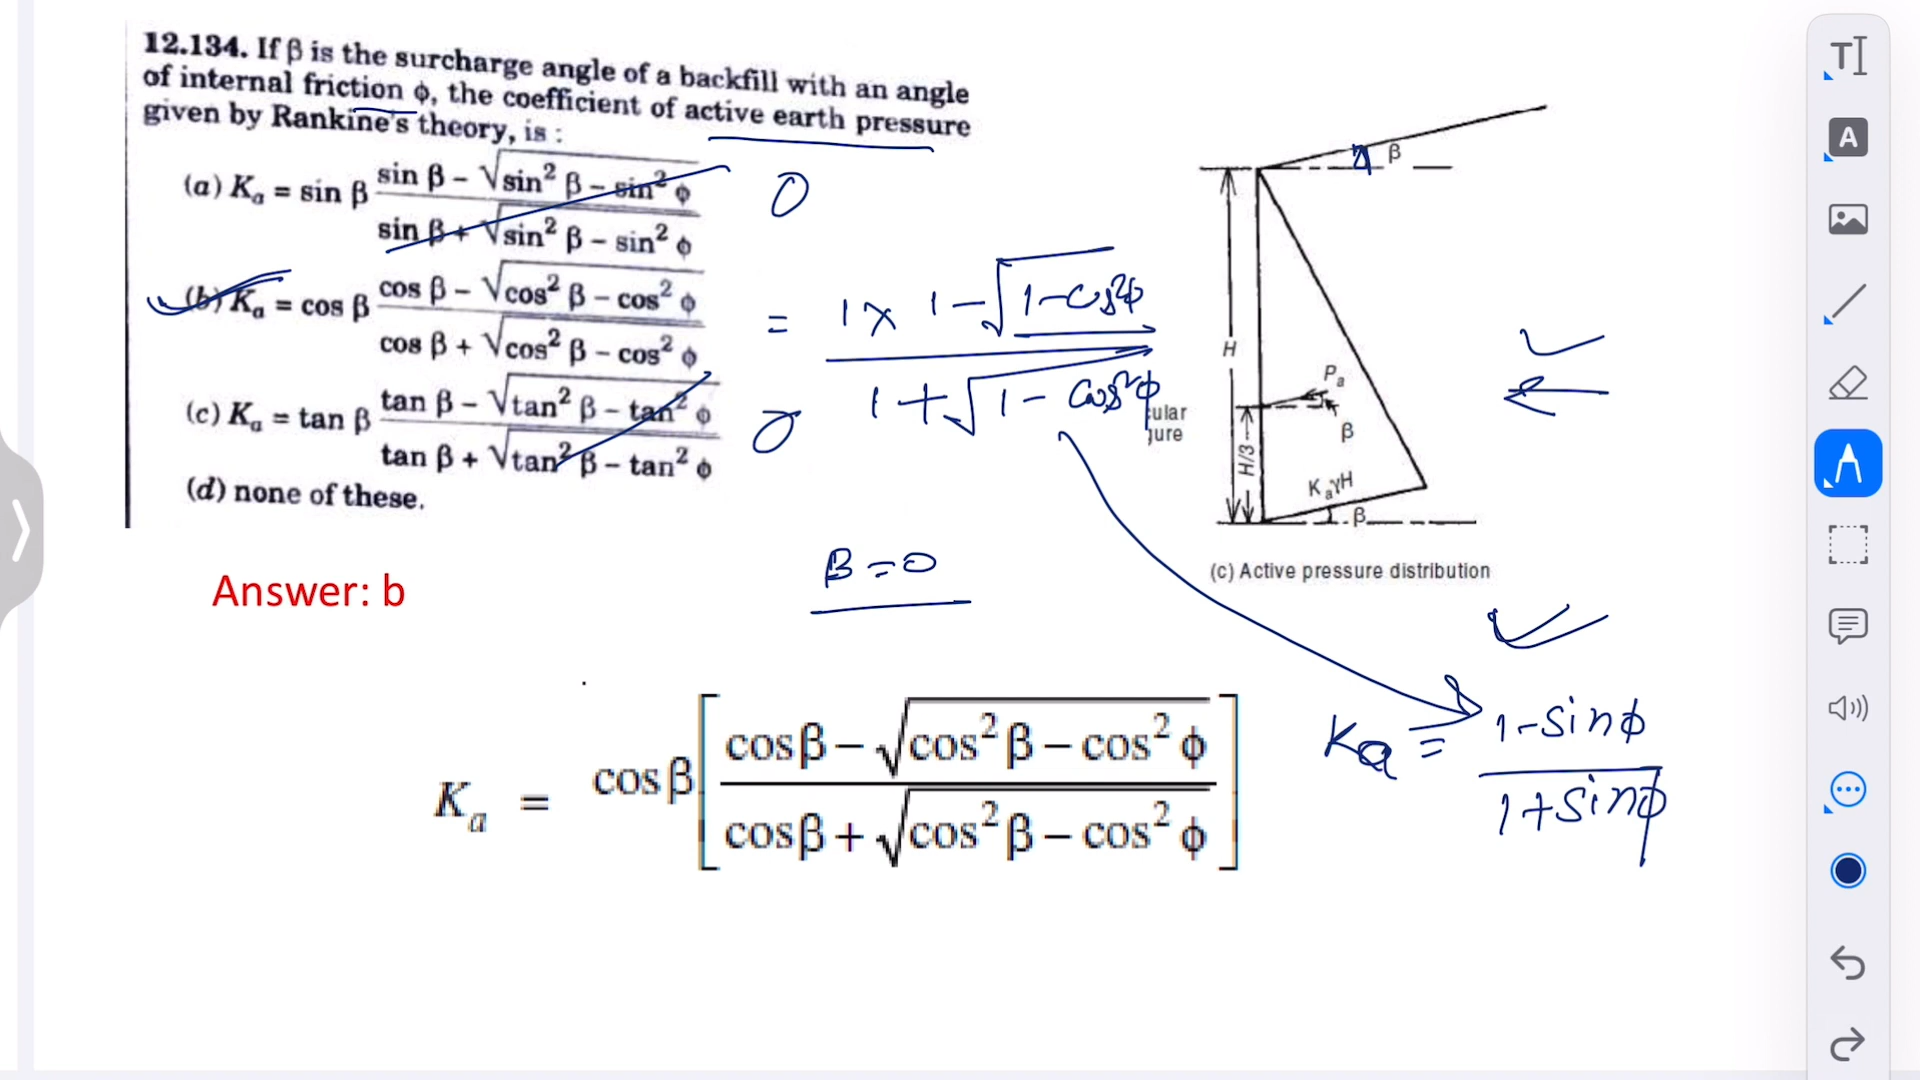 12.134. If β is the surcharge angle of a backfill with an angle
of internal friction ϕ, the coefficient of active earth pressure
given by Rankine's theory, is :
(a) Kₐ = sin β (sin β − √(sin² β − sin² ϕ)) / (sin β + √(sin² β − sin² ϕ))
0
(b) Kₐ = cos β (cos β − √(cos² β − cos² ϕ)) / (cos β + √(cos² β − cos² ϕ))
= (1 × 1 − √(1 − cos²ϕ)) / (1 + √(1 − cos²ϕ))
(c) Kₐ = tan β (tan β − √(tan² β − tan² ϕ)) / (tan β + √(tan² β − tan² ϕ))
0
(d) none of these.
Answer: b
β = 0
β
H
Pₐ
β
H/3
KₐγH
β
ular
ure
(c) Active pressure distribution
Kₐ = cosβ [(cosβ − √(cos²β − cos²ϕ)) / (cosβ + √(cos²β − cos²ϕ))]
Kₐ = (1 − sinϕ) / (1 + sinϕ)
T
A